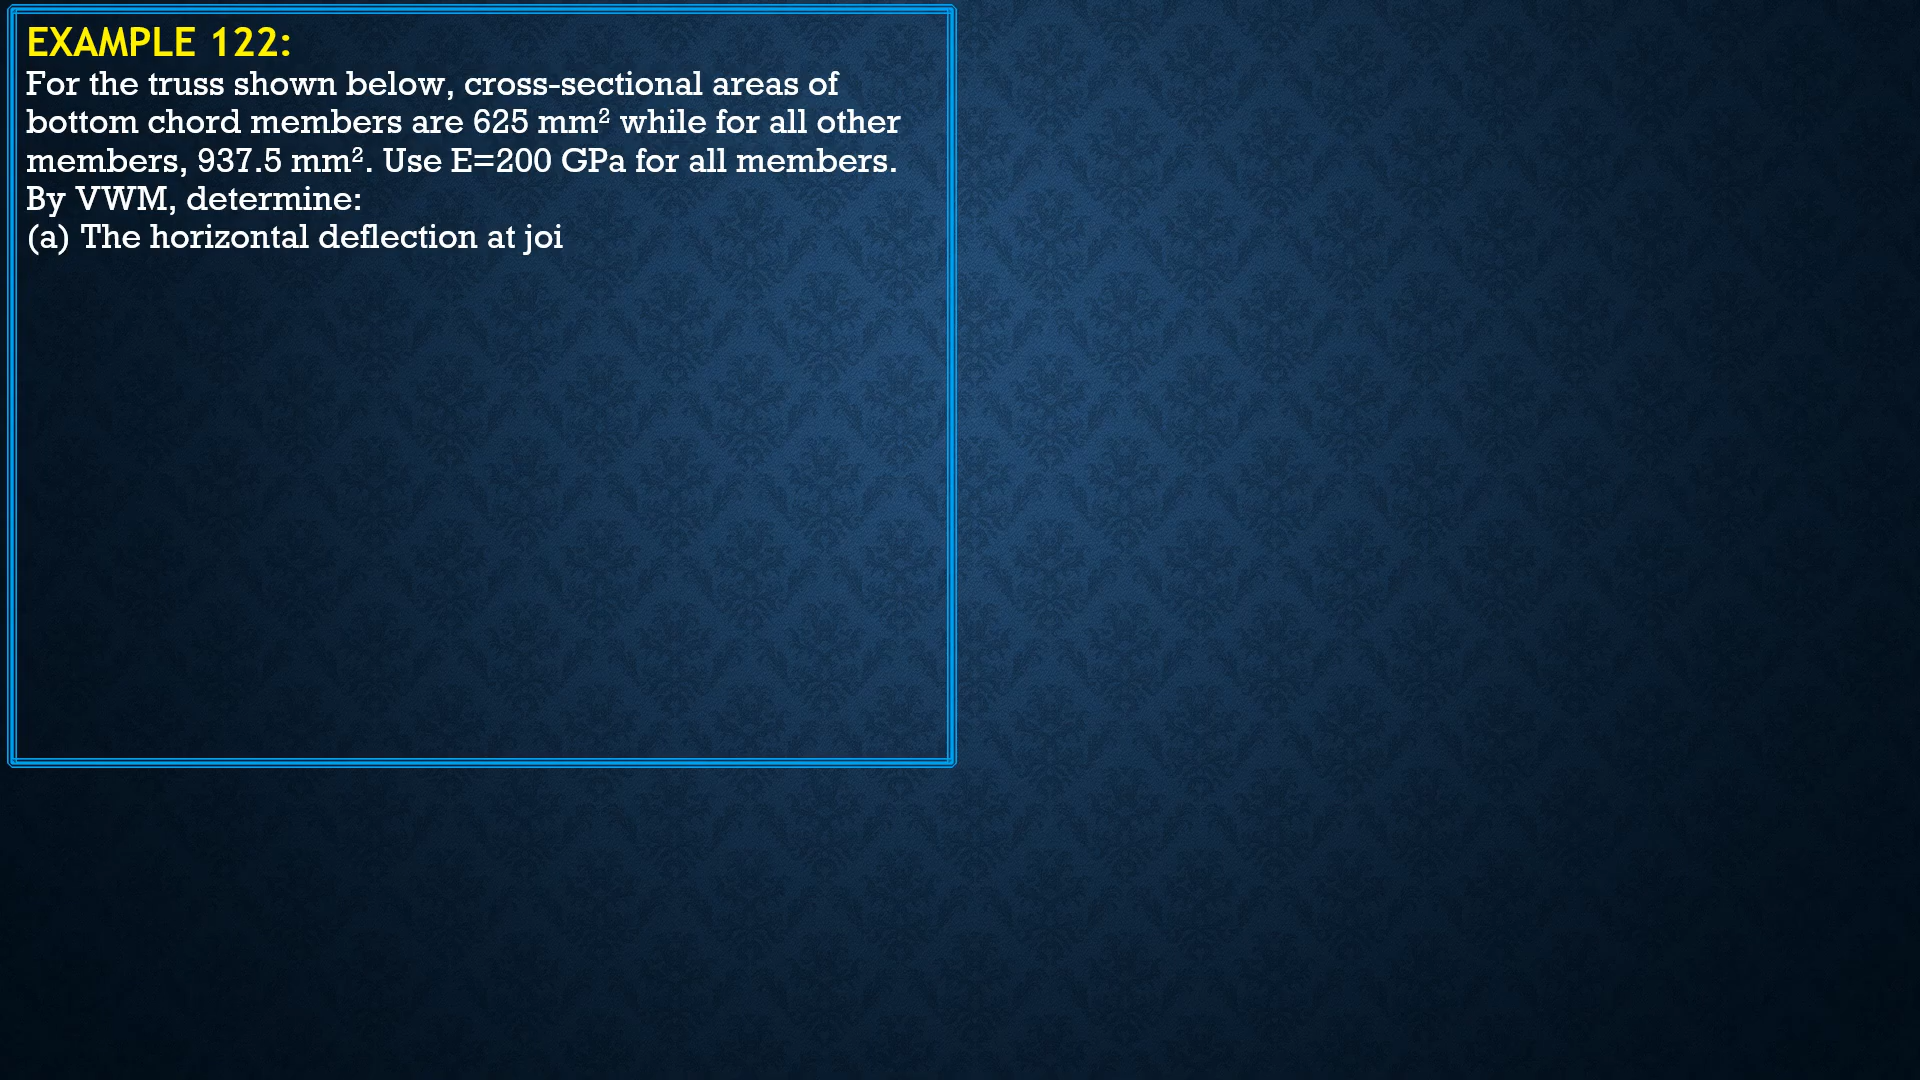 EXAMPLE 122:
For the truss shown below, cross-sectional areas of
bottom chord members are 625 mm² while for all other
members, 937.5 mm². Use E=200 GPa for all members.
By VWM, determine:
(a) The horizontal deflection at joi